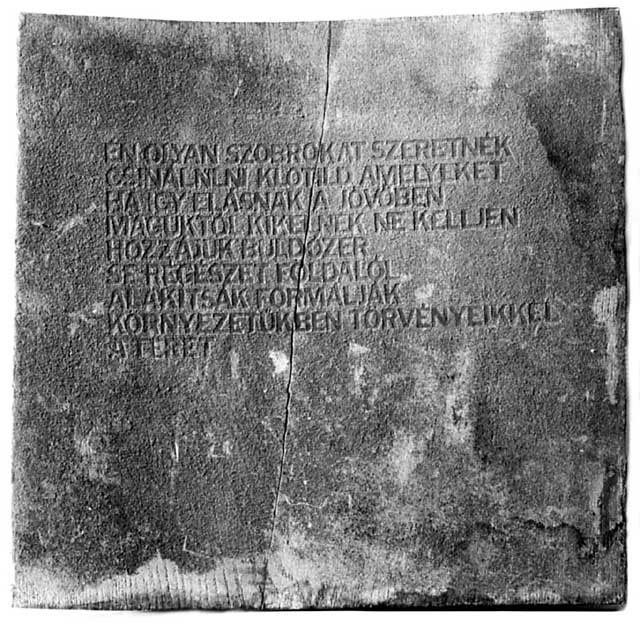 ÉN OLYAN SZOBROKAT SZERETNÉK
CSINÁLNI KLOTILD, AMELYEKET
HA ÍGY ELÁSNAK A JÖVŐBEN
MAGUKTÓL KIKELNEK NE KELLJEN
HOZZÁJUK BULDÓZER
SE RÉGÉSZET FÖLDALÓL
ALAKÍTSÁK FORMÁLJÁK
KÖRNYEZETÜKBEN TÖRVÉNYEIKKEL
A TERET